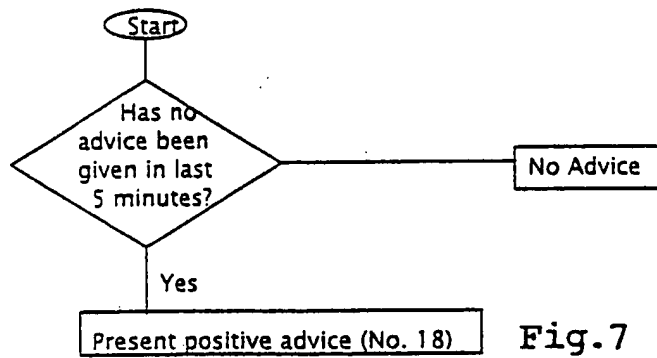 Start
Has no
advice been
given in last
5 minutes?
No Advice
Yes
Present positive advice (No. 18)
Fig.7